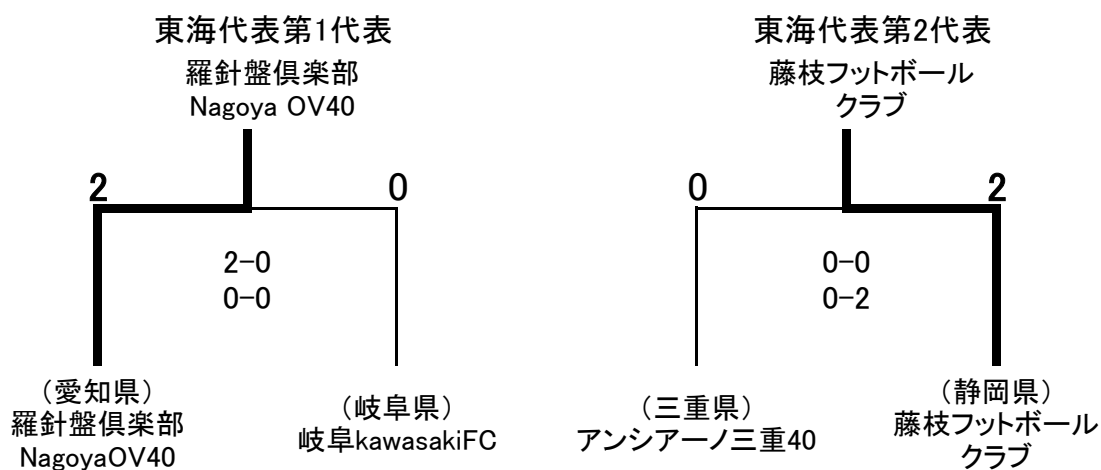 東海代表第1代表
羅針盤倶楽部
Nagoya OV40
2
0
2-0
0-0
(愛知県)
羅針盤倶楽部
NagoyaOV40
(岐阜県)
岐阜kawasakiFC
東海代表第2代表
藤枝フットボール
クラブ
0
2
0-0
0-2
(三重県)
アンシアーノ三重40
(静岡県)
藤枝フットボール
クラブ